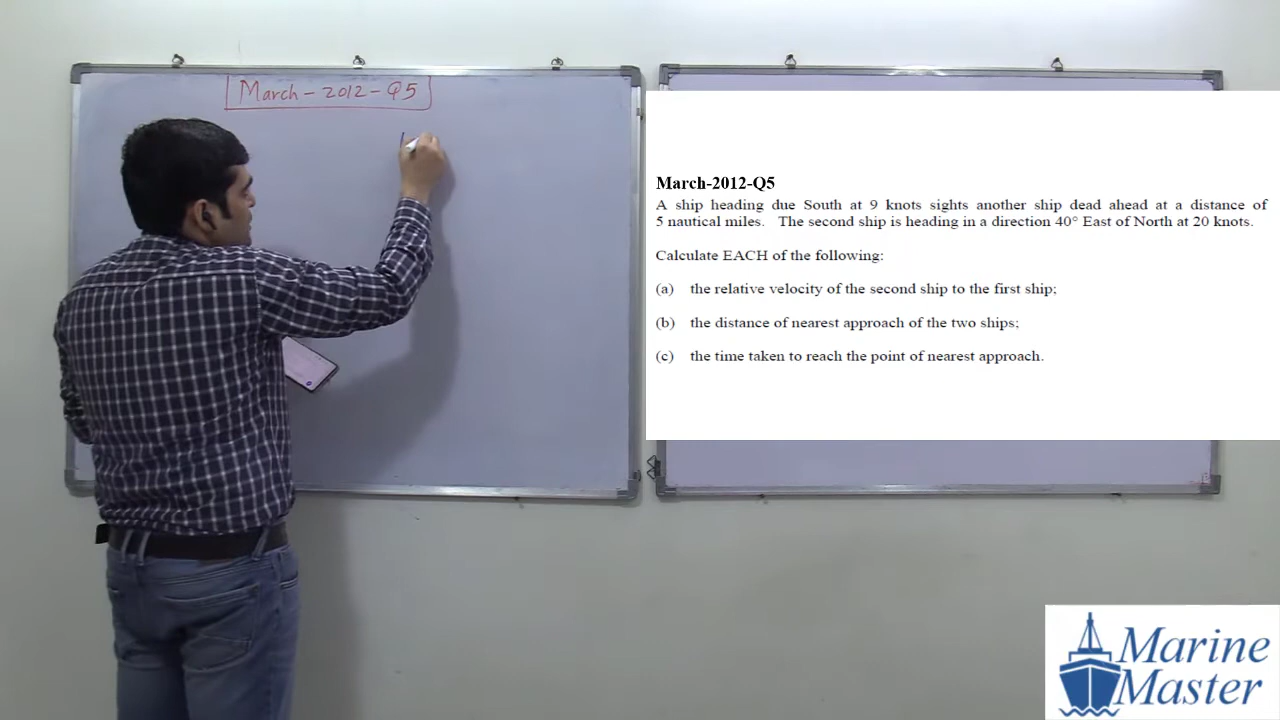 March - 2012 - Q5
March-2012-Q5
A ship heading due South at 9 knots sights another ship dead ahead at a distance of
5 nautical miles. The second ship is heading in a direction 40° East of North at 20 knots.
Calculate EACH of the following:
(a) the relative velocity of the second ship to the first ship;
(b) the distance of nearest approach of the two ships;
(c) the time taken to reach the point of nearest approach.
Marine
Master